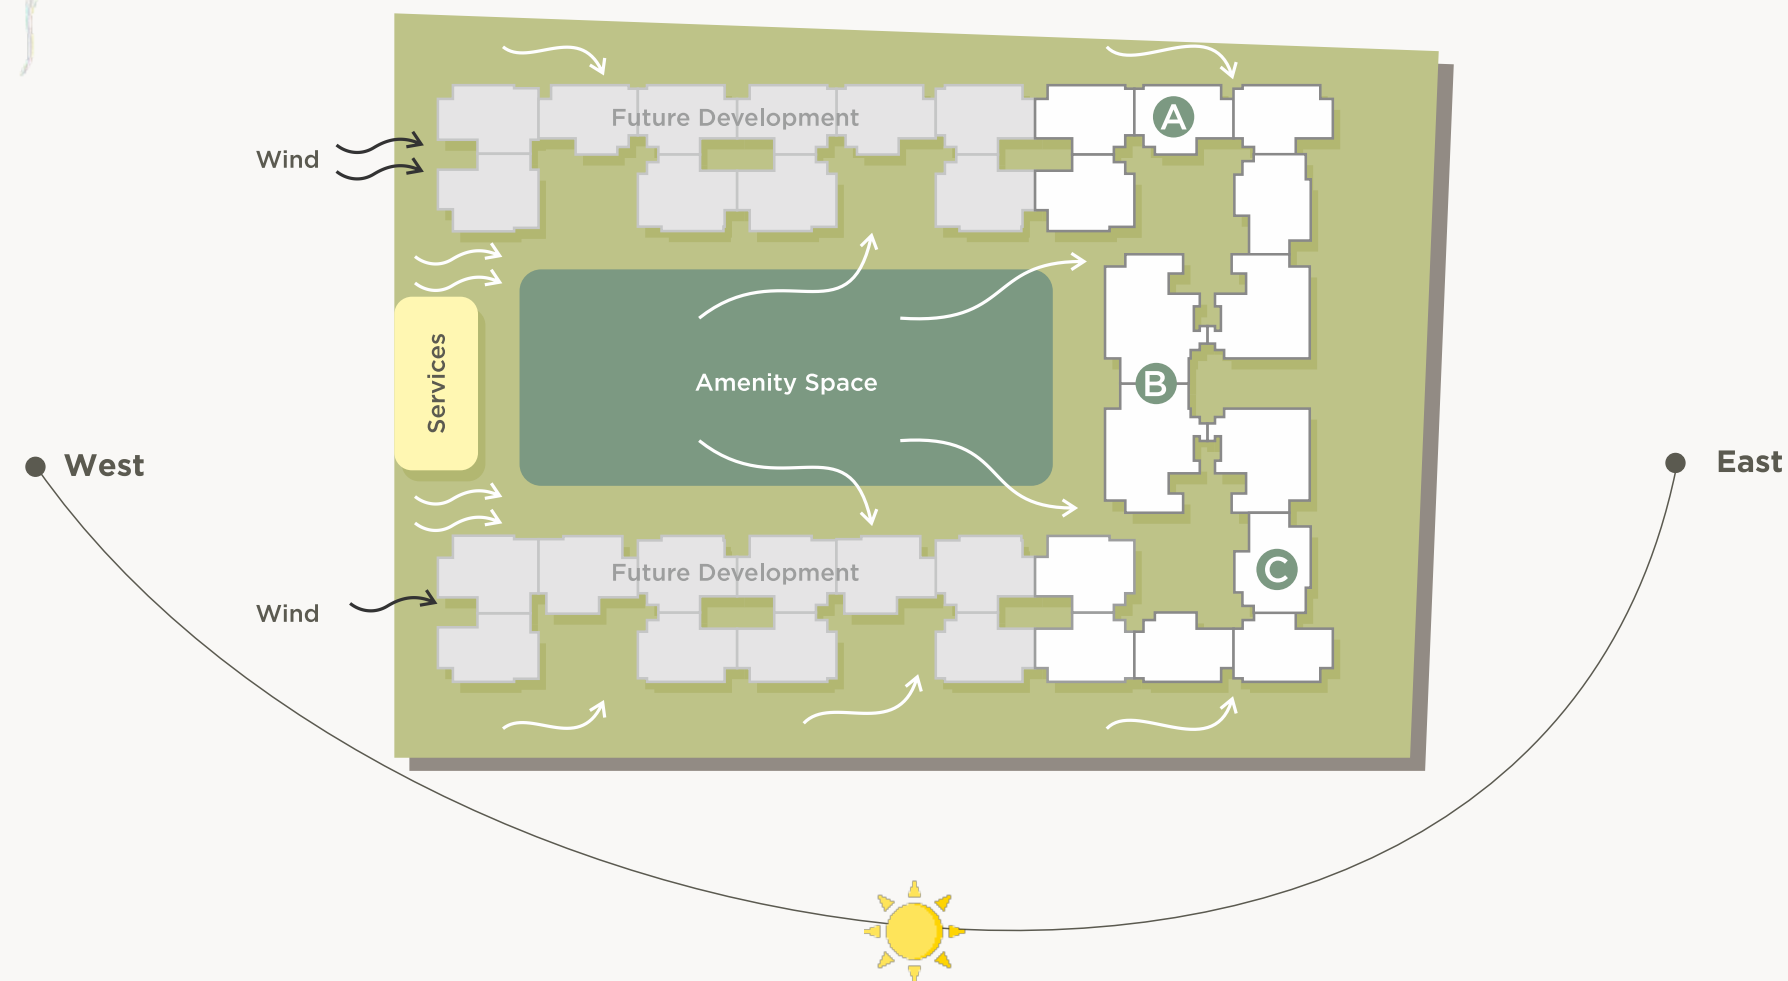 Future Development
A
Wind
Services
Amenity Space
B
West
East
Future Development
C
Wind